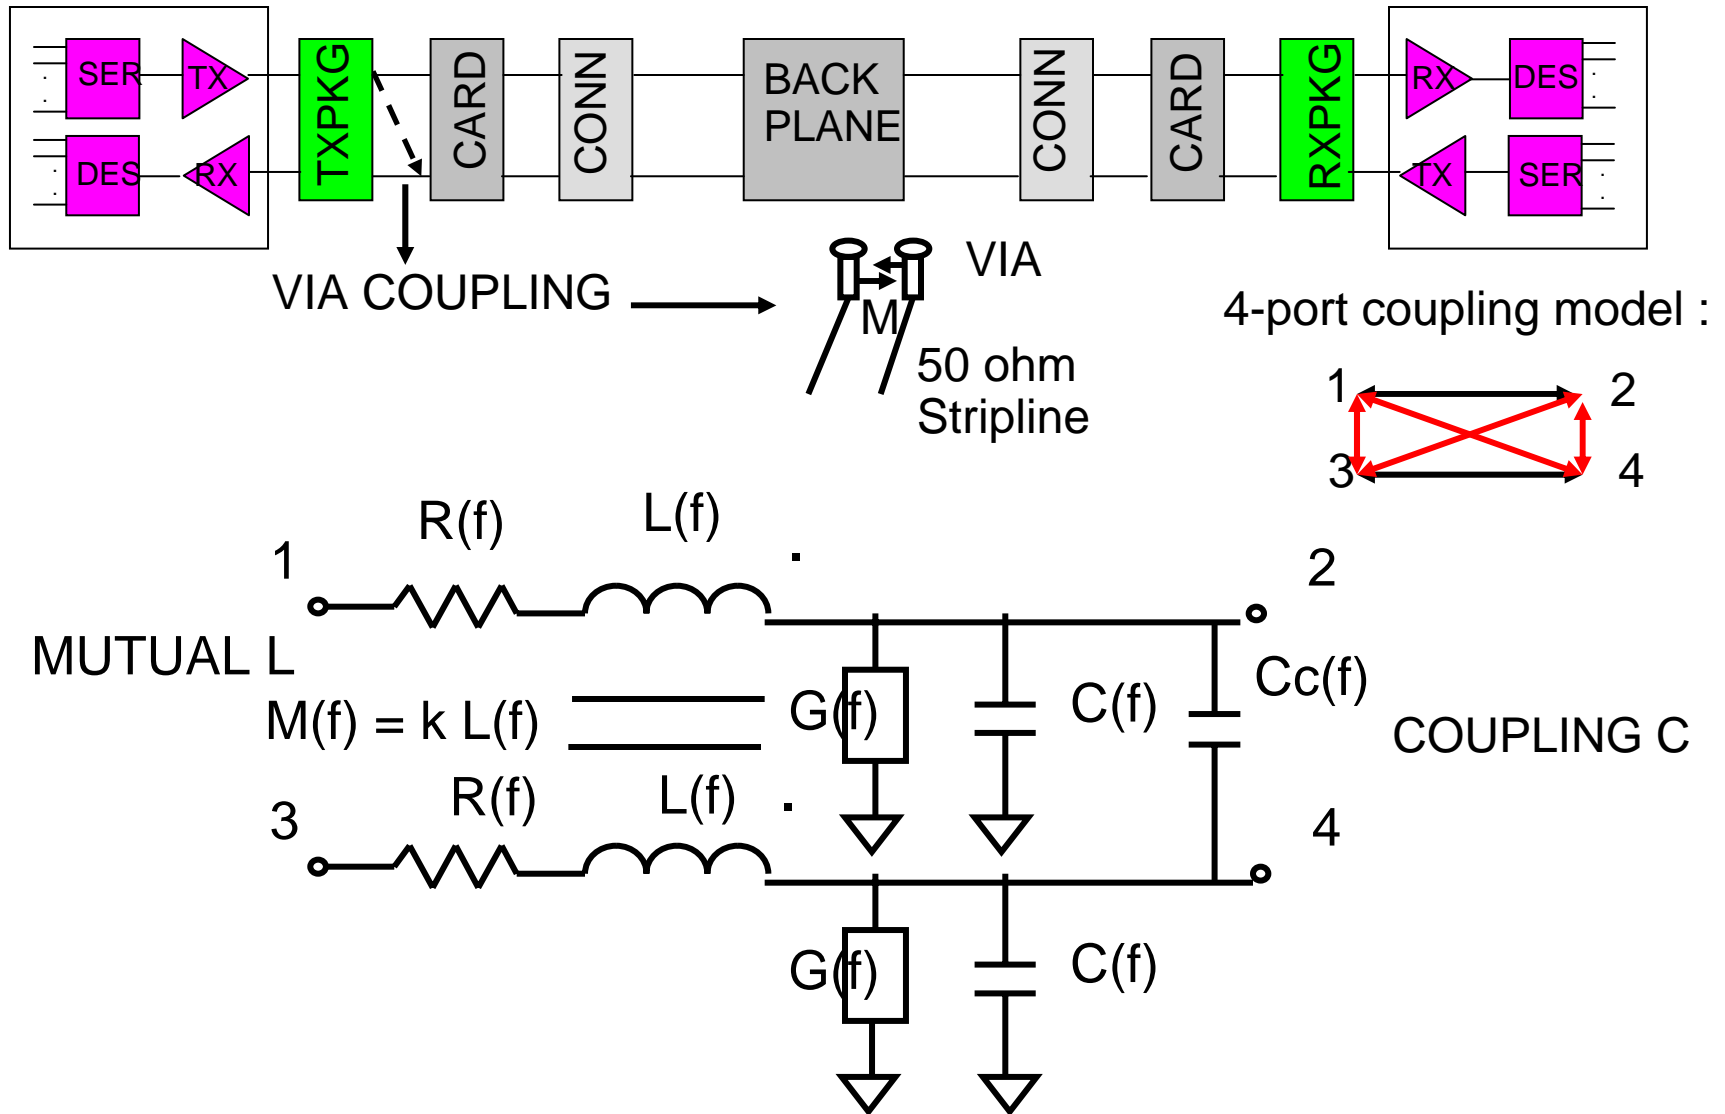 SER
TX
TXPKG
CARD
CONN
BACK
PLANE
CONN
CARD
RXPKG
RX
DES
DES
RX
TX
SER
VIA COUPLING
VIA
M
50 ohm
Stripline
4-port coupling model :
1
2
3
4
R(f)
L(f)
1
2
MUTUAL L
M(f) = k L(f)
G(f)
C(f)
Cc(f)
COUPLING C
R(f)
L(f)
3
4
G(f)
C(f)